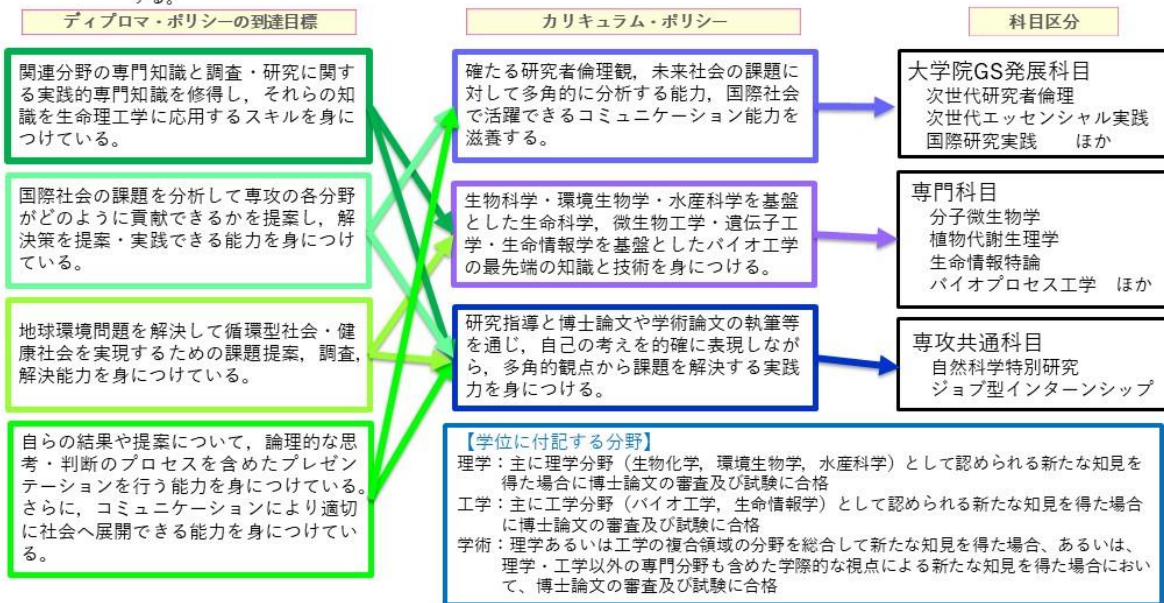 する。
ディプロマ・ポリシーの到達目標
カリキュラム・ポリシー
科目区分
関連分野の専門知識と調査・研究に関す
る実践的専門知識を修得し，それらの知
識を生命理工学に応用するスキルを身に
つけている。
国際社会の課題を分析して専攻の各分野
がどのように貢献できるかを提案し，解
決策を提案・実践できる能力を身につけ
ている。
地球環境問題を解決して循環型社会・健
康社会を実現するための課題提案，調査，
解決能力を身につけている。
自らの結果や提案について，論理的な思
考・判断のプロセスを含めたプレゼン
テーションを行う能力を身につけている。
さらに，コミュニケーションにより適切
に社会へ展開できる能力を身につけてい
る。
確たる研究者倫理観，未来社会の課題に
対して多角的に分析する能力，国際社会
で活躍できるコミュニケーション能力を
滋養する。
生物科学・環境生物学・水産科学を基盤
とした生命科学，微生物工学・遺伝子工
学・生命情報学を基盤としたバイオ工学
の最先端の知識と技術を身につける。
研究指導と博士論文や学術論文の執筆等
を通じ，自己の考えを的確に表現しなが
ら，多角的観点から課題を解決する実践
力を身につける。
大学院GS発展科目
次世代研究者倫理
次世代エッセンシャル実践
国際研究実践　ほか
専門科目
分子微生物学
植物代謝生理学
生命情報特論
バイオプロセス工学　ほか
専攻共通科目
自然科学特別研究
ジョブ型インターンシップ
【学位に付記する分野】
理学：主に理学分野（生物化学，環境生物学，水産科学）として認められる新たな知見を
得た場合に博士論文の審査及び試験に合格
工学：主に工学分野（バイオ工学，生命情報学）として認められる新たな知見を得た場合
に博士論文の審査及び試験に合格
学術：理学あるいは工学の複合領域の分野を総合して新たな知見を得た場合、あるいは、
理学・工学以外の専門分野も含めた学際的な視点による新たな知見を得た場合におい
て、博士論文の審査及び試験に合格